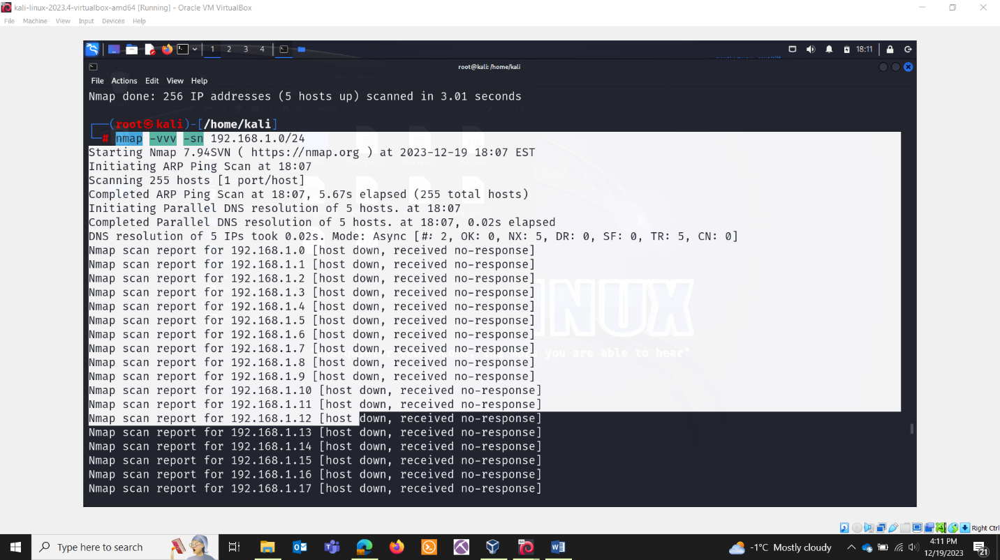 kali-linux-2023.4-virtualbox-amd64 [Running] - Oracle VM VirtualBox
File Machine View Input Devices Help
1 2 3 4 18:11
root@kali: /home/kali
File Actions Edit View Help
Nmap done: 256 IP addresses (5 hosts up) scanned in 3.01 seconds
┌──(root㉿kali)-[/home/kali]
└─# nmap -vvv -sn 192.168.1.0/24
Starting Nmap 7.94SVN ( https://nmap.org ) at 2023-12-19 18:07 EST
Initiating ARP Ping Scan at 18:07
Scanning 255 hosts [1 port/host]
Completed ARP Ping Scan at 18:07, 5.67s elapsed (255 total hosts)
Initiating Parallel DNS resolution of 5 hosts. at 18:07
Completed Parallel DNS resolution of 5 hosts. at 18:07, 0.02s elapsed
DNS resolution of 5 IPs took 0.02s. Mode: Async [#: 2, OK: 0, NX: 5, DR: 0, SF: 0, TR: 5, CN: 0]
Nmap scan report for 192.168.1.0 [host down, received no-response]
Nmap scan report for 192.168.1.1 [host down, received no-response]
Nmap scan report for 192.168.1.2 [host down, received no-response]
Nmap scan report for 192.168.1.3 [host down, received no-response]
Nmap scan report for 192.168.1.4 [host down, received no-response]
Nmap scan report for 192.168.1.5 [host down, received no-response]
Nmap scan report for 192.168.1.6 [host down, received no-response]
Nmap scan report for 192.168.1.7 [host down, received no-response]
Nmap scan report for 192.168.1.8 [host down, received no-response]
Nmap scan report for 192.168.1.9 [host down, received no-response]
Nmap scan report for 192.168.1.10 [host down, received no-response]
Nmap scan report for 192.168.1.11 [host down, received no-response]
Nmap scan report for 192.168.1.12 [host down, received no-response]
Nmap scan report for 192.168.1.13 [host down, received no-response]
Nmap scan report for 192.168.1.14 [host down, received no-response]
Nmap scan report for 192.168.1.15 [host down, received no-response]
Nmap scan report for 192.168.1.16 [host down, received no-response]
Nmap scan report for 192.168.1.17 [host down, received no-response]
INUX
you are able to hear"
Right Ctrl
Type here to search
-1°C Mostly cloudy
4:11 PM
12/19/2023
21